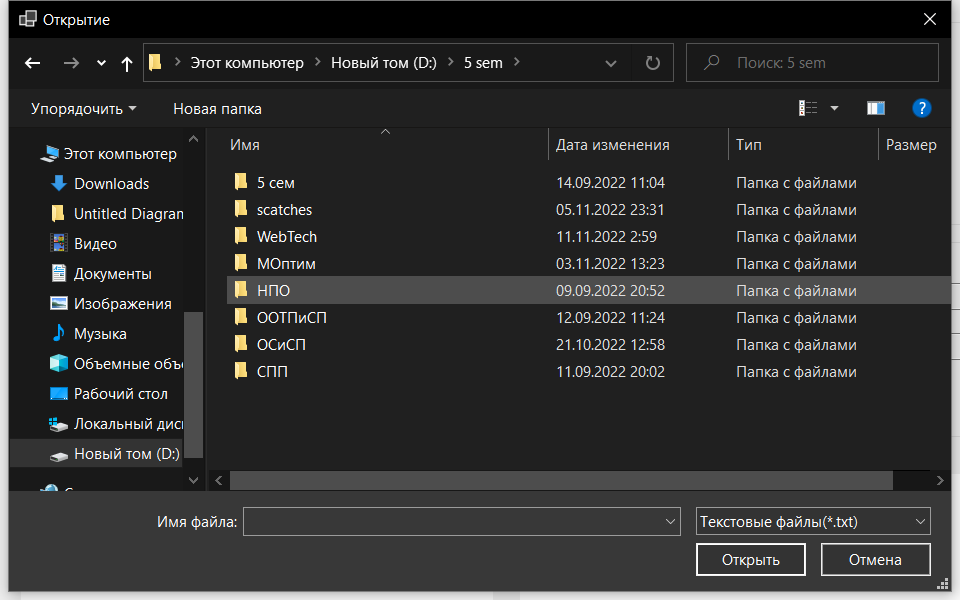 Открытие
Этот компьютер Новый том (D:) 5 sem
Поиск: 5 sem
Упорядочить Новая папка
Имя Дата изменения Тип Размер
Этот компьютер
Downloads
Untitled Diagran
Видео
Документы
Изображения
Музыка
Объемные объ
Рабочий стол
Локальный дис
Новый том (D:)
5 сем 14.09.2022 11:04 Папка с файлами
scatches 05.11.2022 23:31 Папка с файлами
WebTech 11.11.2022 2:59 Папка с файлами
МОптим 03.11.2022 13:23 Папка с файлами
НПО 09.09.2022 20:52 Папка с файлами
ООТПиСП 12.09.2022 11:24 Папка с файлами
ОСиСП 21.10.2022 12:58 Папка с файлами
СПП 11.09.2022 20:02 Папка с файлами
Имя файла: Текстовые файлы(*.txt)
Открыть Отмена